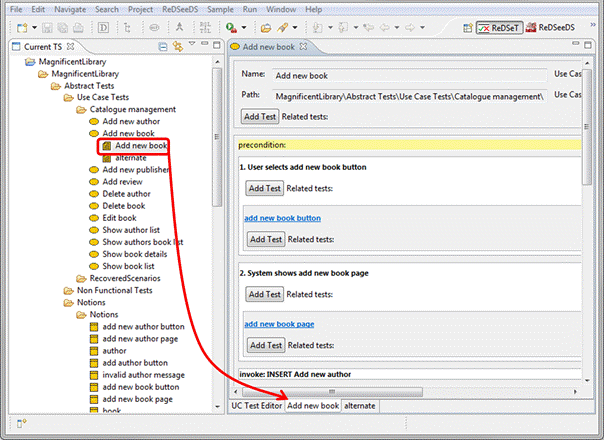 File Edit Navigate Search Project ReDSeeDS Sample Run Window Help
ReDSeT ReDSeeDS
Current TS
MagnificentLibrary
MagnificentLibrary
Abstract Tests
Use Case Tests
Catalogue management
Add new author
Add new book
Add new book
alternate
Add new publisher
Add review
Delete author
Delete book
Edit book
Show author list
Show authors book list
Show book details
Show book list
RecoveredScenarios
Non Functional Tests
Notions
Notions
add new author button
add new author page
author
add author button
invalid author message
add new book button
add new book page
book
Add new book
Name: Add new book Use Cas
Path: MagnificentLibrary\Abstract Tests\Use Case Tests\Catalogue management\ Use Cas
Add Test Related tests:
precondition:
1. User selects add new book button
Add Test Related tests:
add new book button
Add Test Related tests:
2. System shows add new book page
Add Test Related tests:
add new book page
Add Test Related tests:
invoke: INSERT Add new author
UC Test Editor Add new book alternate